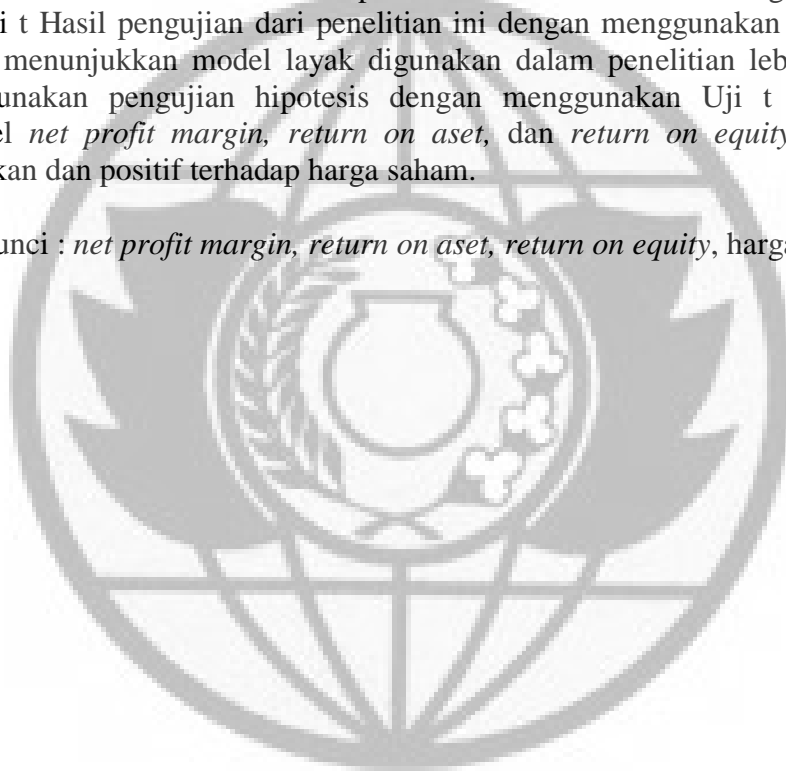 i t Hasil pengujian dari penelitian ini dengan menggunakan
menunjukkan model layak digunakan dalam penelitian leb
unakan pengujian hipotesis dengan menggunakan Uji t
el net profit margin, return on aset, dan return on equity
kan dan positif terhadap harga saham.
unci : net profit margin, return on aset, return on equity, harga